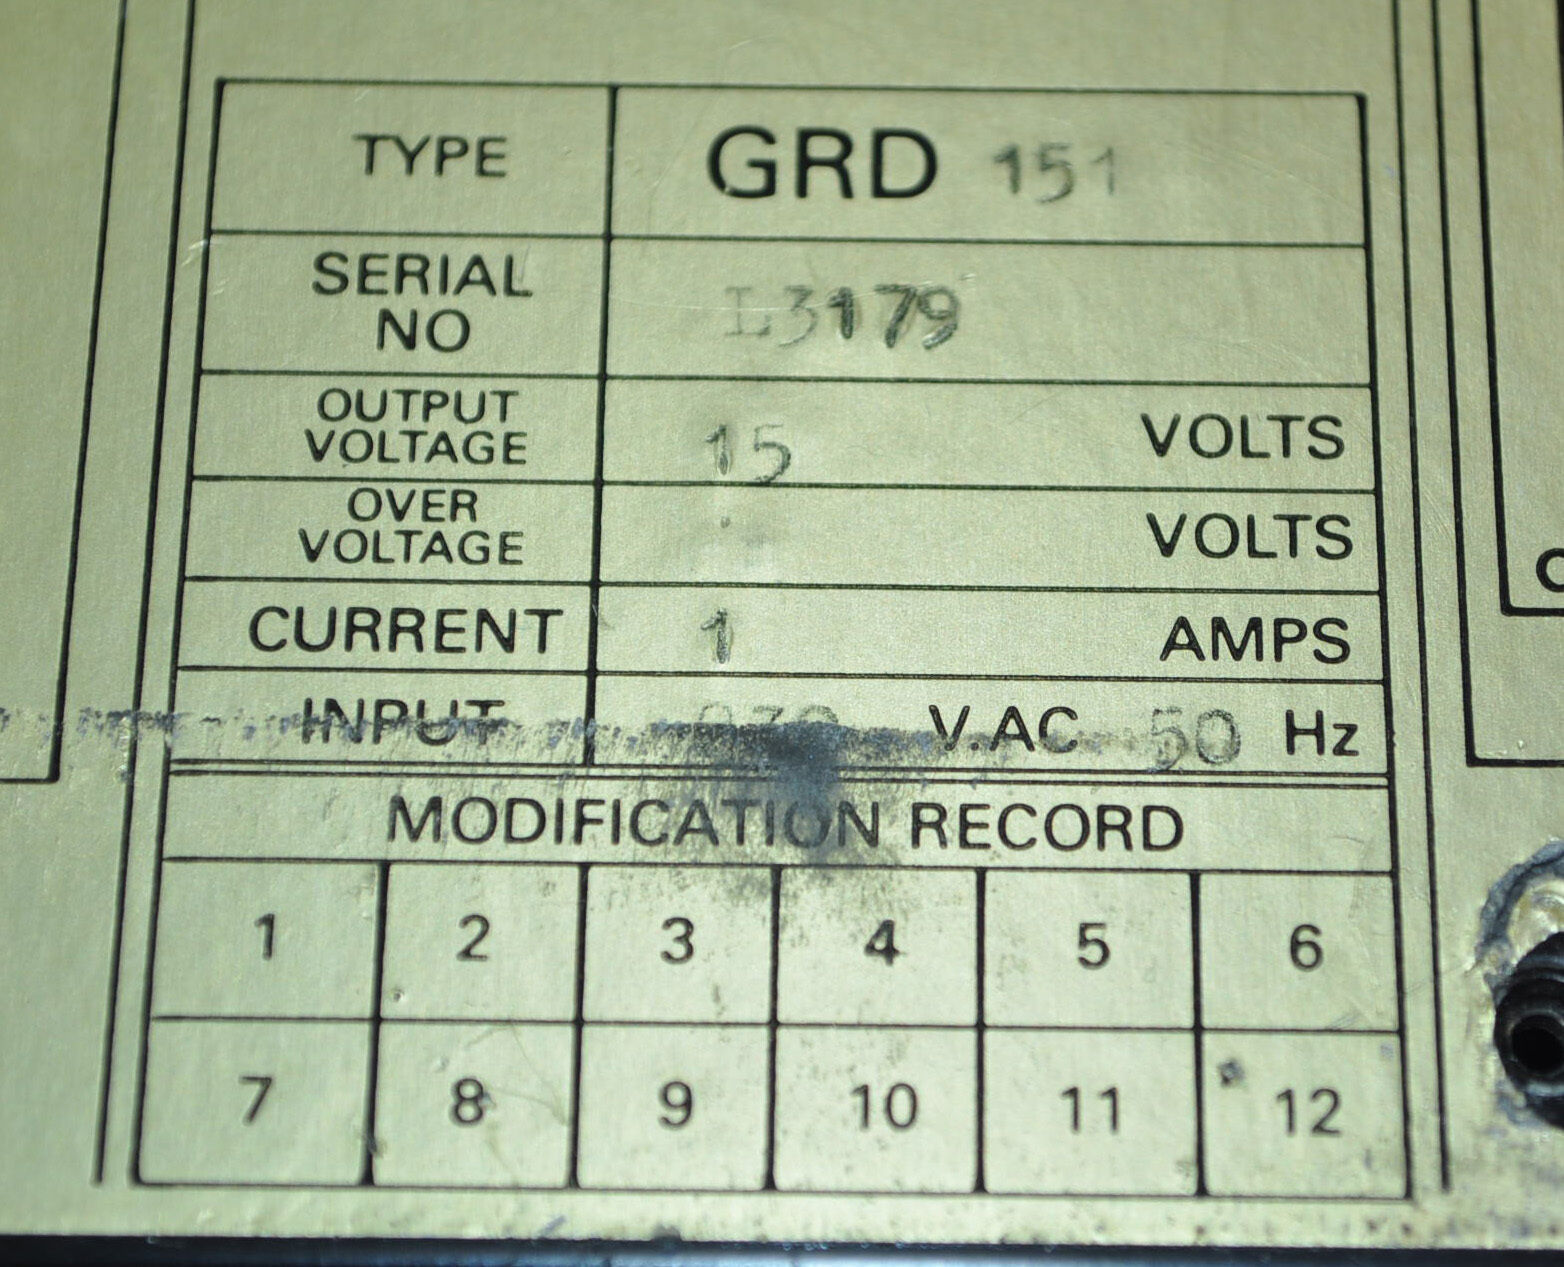 TYPE GRD 151
SERIAL NO L3179
OUTPUT VOLTAGE 15 VOLTS
OVER VOLTAGE VOLTS
CURRENT 1 AMPS
INPUT V.AC 50 Hz
MODIFICATION RECORD
1 2 3 4 5 6
7 8 9 10 11 12